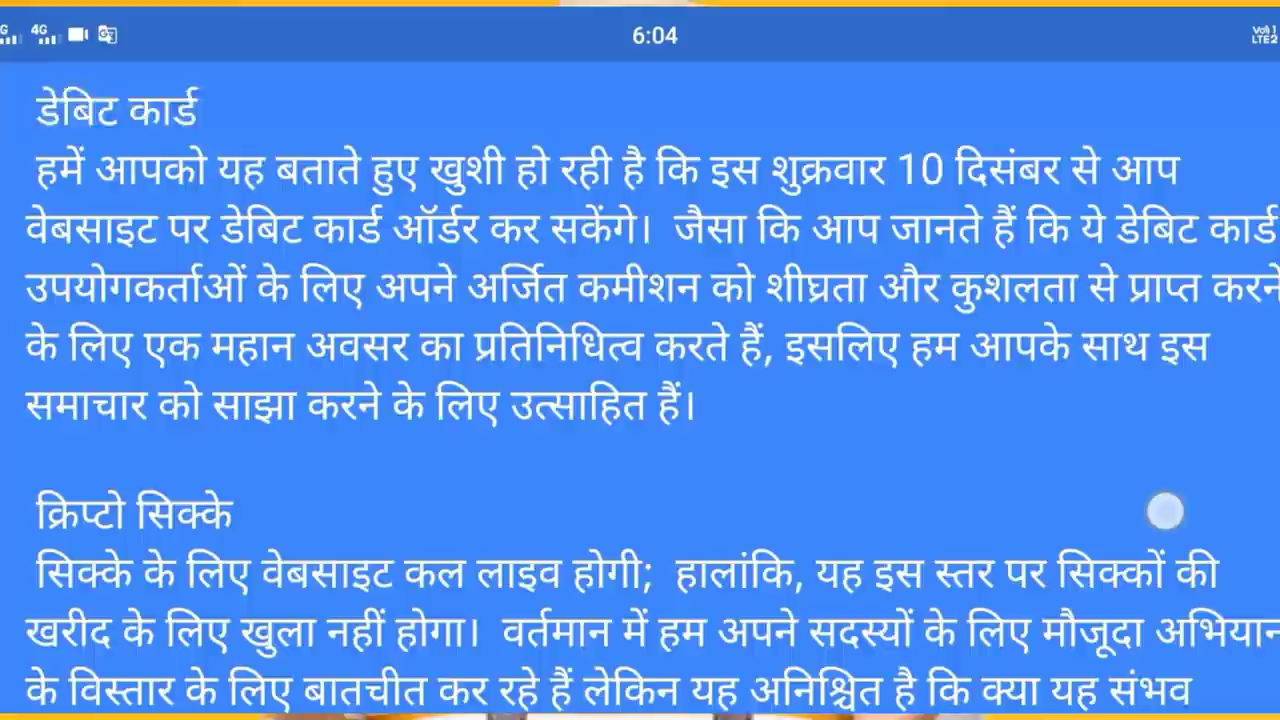 4G
6:04
VoI) LTE2
डेबिट कार्ड
हमें आपको यह बताते हुए खुशी हो रही है कि इस शुक्रवार 10 दिसंबर से आप
वेबसाइट पर डेबिट कार्ड ऑर्डर कर सकेंगे। जैसा कि आप जानते हैं कि ये डेबिट कार्ड
उपयोगकर्ताओं के लिए अपने अर्जित कमीशन को शीघ्रता और कुशलता से प्राप्त करने
के लिए एक महान अवसर का प्रतिनिधित्व करते हैं, इसलिए हम आपके साथ इस
समाचार को साझा करने के लिए उत्साहित हैं।
क्रिप्टो सिक्के
सिक्के के लिए वेबसाइट कल लाइव होगी; हालांकि, यह इस स्तर पर सिक्कों की
खरीद के लिए खुला नहीं होगा। वर्तमान में हम अपने सदस्यों के लिए मौजूदा अभियान
के विस्तार के लिए बातचीत कर रहे हैं लेकिन यह अनिश्चित है कि क्या यह संभव